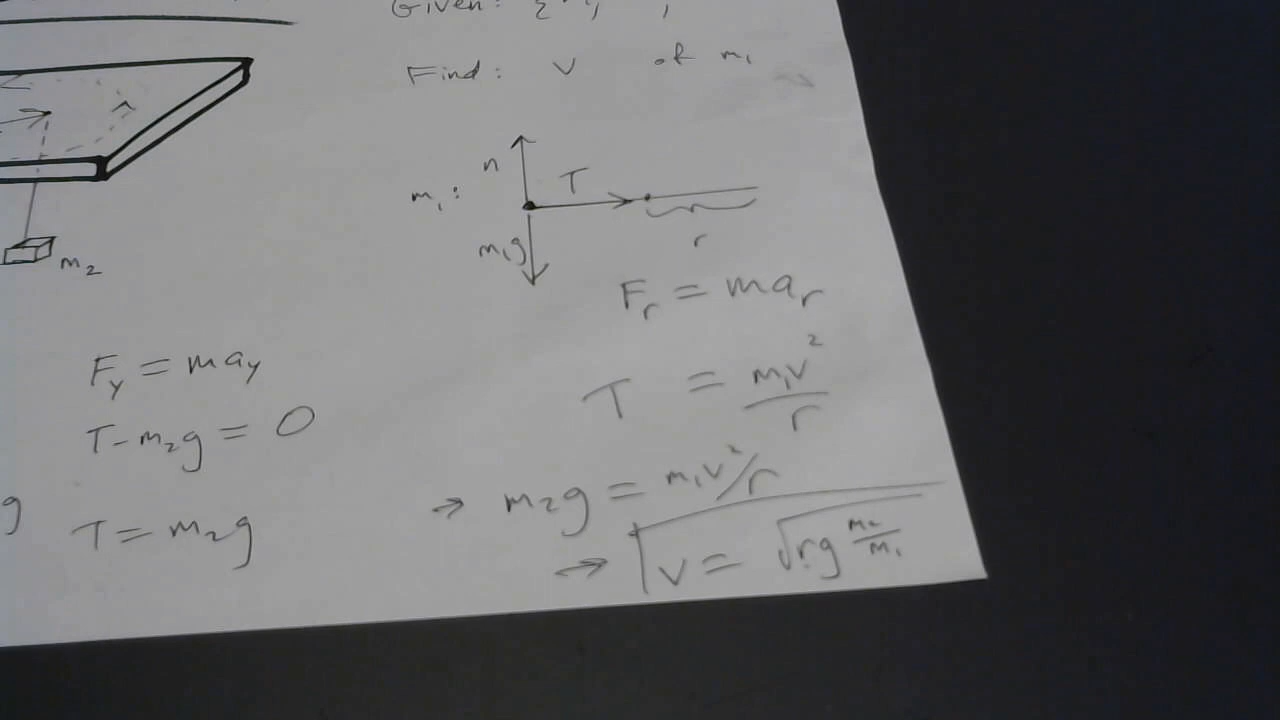 Given:
Find: v of m₁
m₂
n
T
m₁:
m₁g
r
F_r = ma_r
T = m₁v²/r
F_y = ma_y
T - m₂g = 0
g
T = m₂g
→ m₂g = m₁v²/r
→ v = √(rg m₂/m₁)